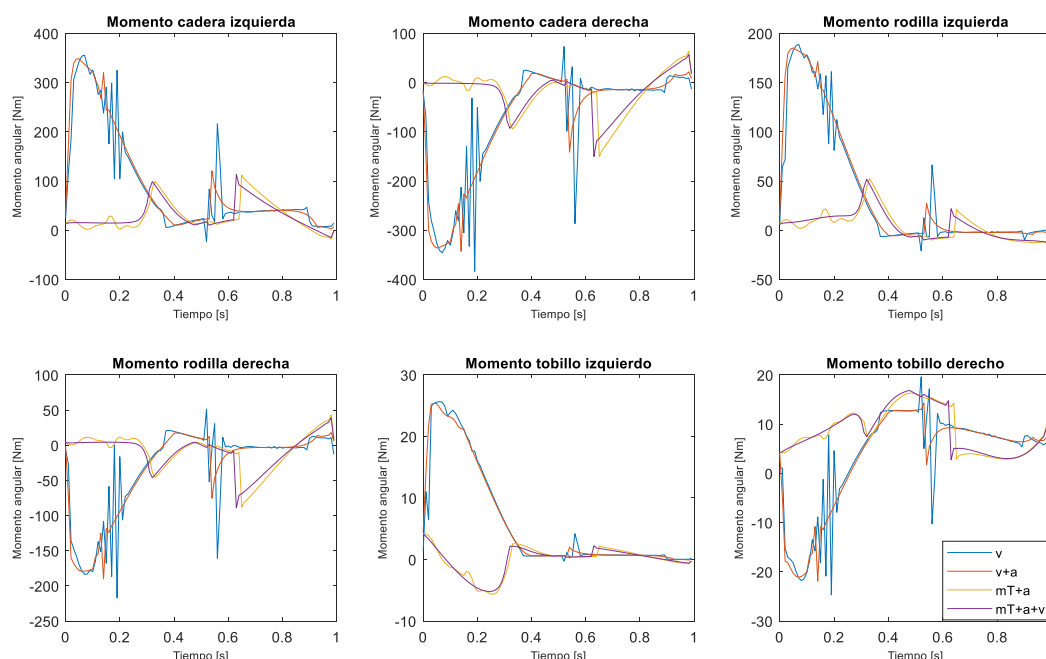 Momento cadera izquierda
Momento angular [Nm]
400
300
200
100
0
-100
0 0.2 0.4 0.6 0.8 1
Tiempo [s]
Momento cadera derecha
Momento angular [Nm]
100
0
-100
-200
-300
-400
0 0.2 0.4 0.6 0.8 1
Tiempo [s]
Momento rodilla izquierda
Momento angular [Nm]
200
150
100
50
0
-50
0 0.2 0.4 0.6 0.8 1
Tiempo [s]
Momento rodilla derecha
Momento angular [Nm]
100
50
0
-50
-100
-150
-200
-250
0 0.2 0.4 0.6 0.8 1
Tiempo [s]
Momento tobillo izquierdo
Momento angular [Nm]
30
20
10
0
-10
0 0.2 0.4 0.6 0.8 1
Tiempo [s]
Momento tobillo derecho
Momento angular [Nm]
20
10
0
-10
-20
-30
v
v+a
mT+a
mT+a+v
0 0.2 0.4 0.6 0.8
Tiempo [s]